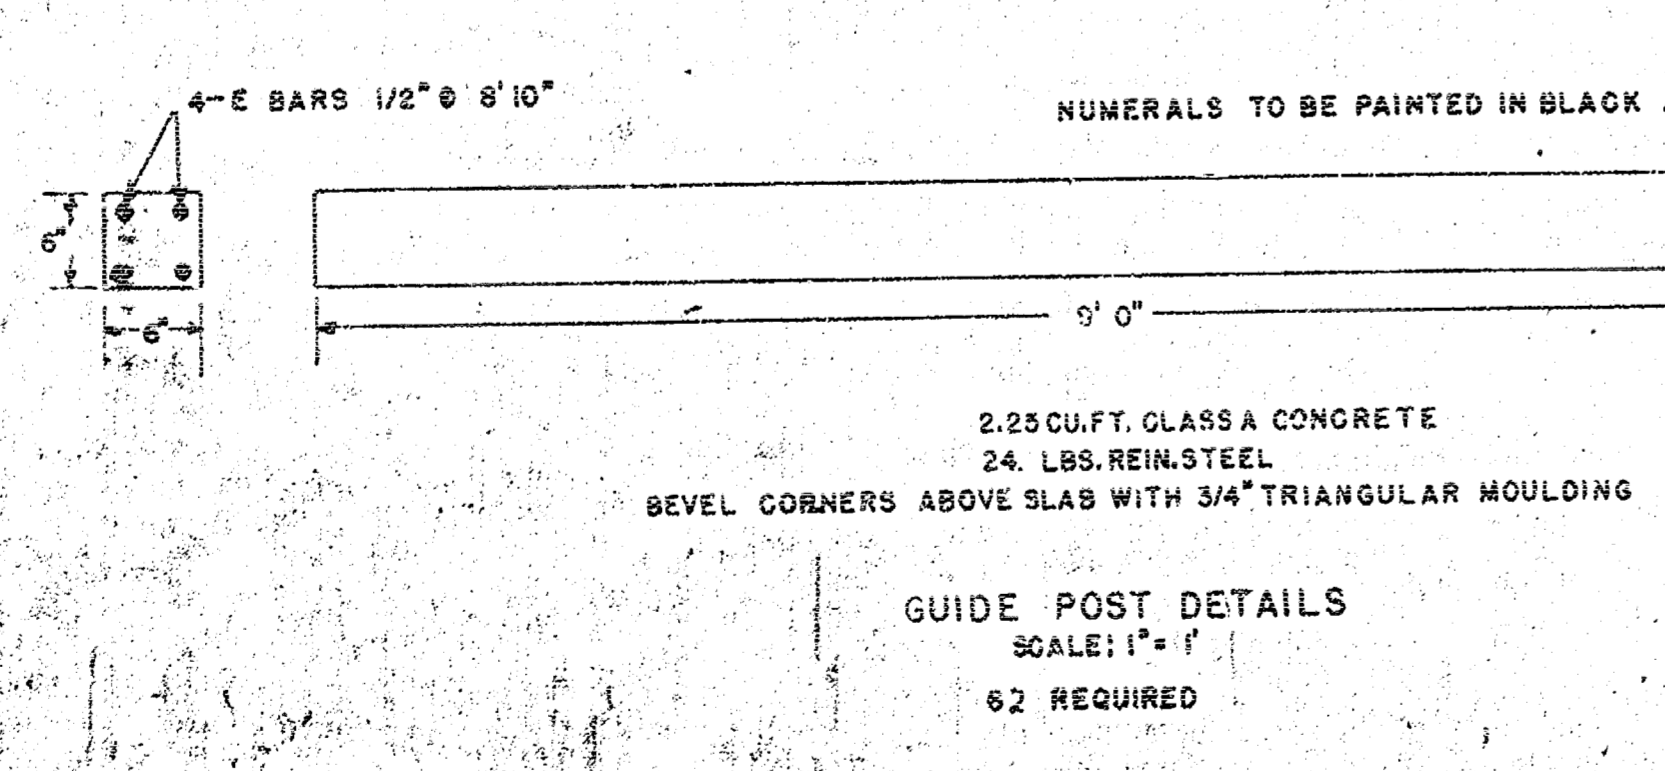 4-E BARS 1/2" @ 8' 10"
NUMERALS TO BE PAINTED IN BLACK
6"
6"
9' 0"
2.25 CU.FT. CLASS A CONCRETE
24. LBS. REIN. STEEL
BEVEL CORNERS ABOVE SLAB WITH 3/4" TRIANGULAR MOULDING
GUIDE POST DETAILS
SCALE: 1" = 1'
62 REQUIRED